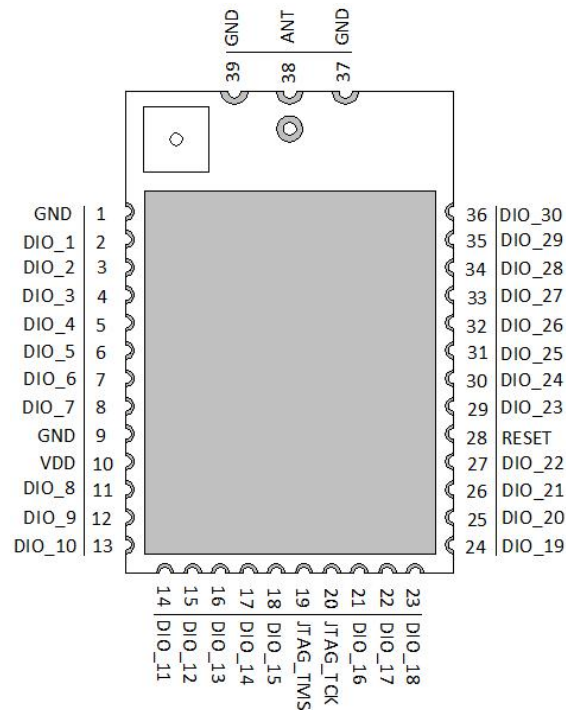 GND ANT GND
39 38 37
GND 1
DIO_1 2
DIO_2 3
DIO_3 4
DIO_4 5
DIO_5 6
DIO_6 7
DIO_7 8
GND 9
VDD 10
DIO_8 11
DIO_9 12
DIO_10 13
36 DIO_30
35 DIO_29
34 DIO_28
33 DIO_27
32 DIO_26
31 DIO_25
30 DIO_24
29 DIO_23
28 RESET
27 DIO_22
26 DIO_21
25 DIO_20
24 DIO_19
14 DIO_11
15 DIO_12
16 DIO_13
17 DIO_14
18 DIO_15
19 JTAG_TMS
20 JTAG_TCK
21 DIO_16
22 DIO_17
23 DIO_18